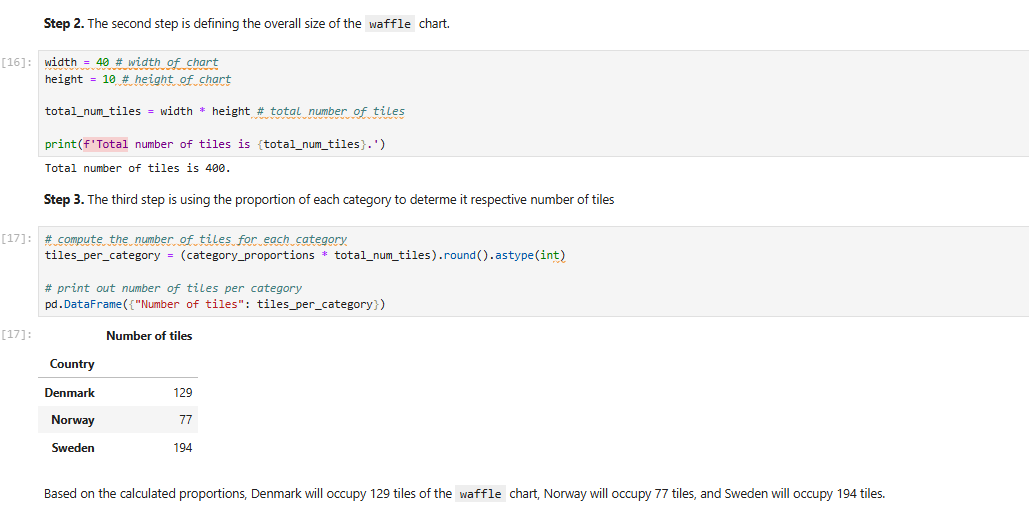 Step 2. The second step is defining the overall size of the waffle chart.
[16]: width = 40 # width of chart
height = 10 # height of chart
total_num_tiles = width * height # total number of tiles
print(f'Total number of tiles is {total_num_tiles}.')
Total number of tiles is 400.
Step 3. The third step is using the proportion of each category to determe it respective number of tiles
[17]: # compute the number of tiles for each category
tiles_per_category = (category_proportions * total_num_tiles).round().astype(int)
# print out number of tiles per category
pd.DataFrame({"Number of tiles": tiles_per_category})
[17]: Number of tiles
Country
Denmark 129
Norway 77
Sweden 194
Based on the calculated proportions, Denmark will occupy 129 tiles of the waffle chart, Norway will occupy 77 tiles, and Sweden will occupy 194 tiles.